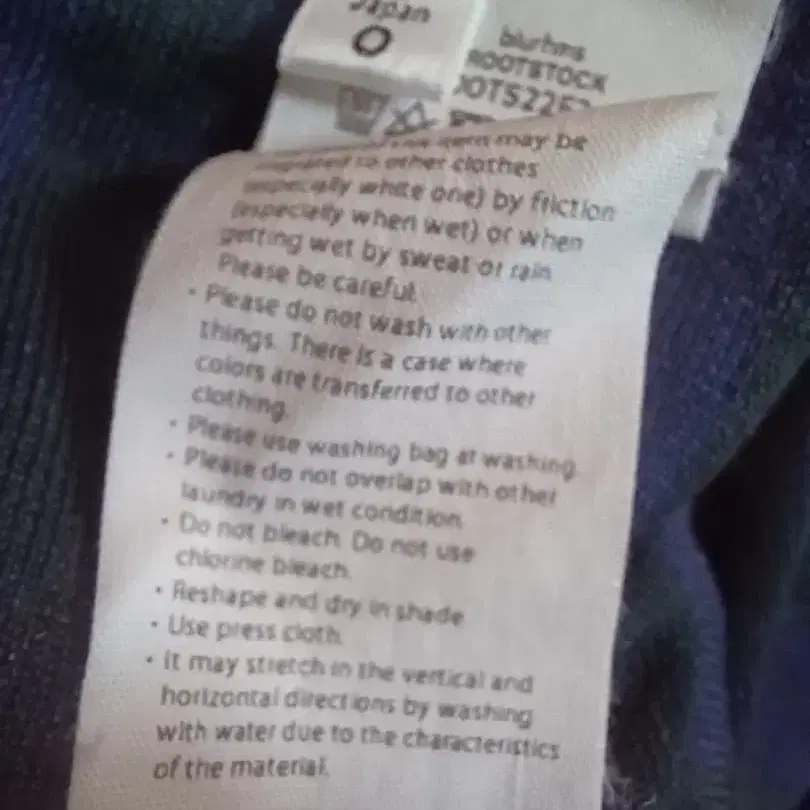 Japan
blurhms
ROOTSTOCK
item may be
to other clothes
(especially white one) by friction
(especially when wet) or when
getting wet by sweat or rain.
Please be careful.
• Please do not wash with other
things. There is a case where
colors are transferred to other
clothing.
• Please use washing bag at washing.
• Please do not overlap with other
laundry in wet condition.
• Do not bleach. Do not use
chlorine bleach.
• Reshape and dry in shade
• Use press cloth.
• It may stretch in the vertical and
horizontal directions by washing
with water due to the characteristics
of the material.